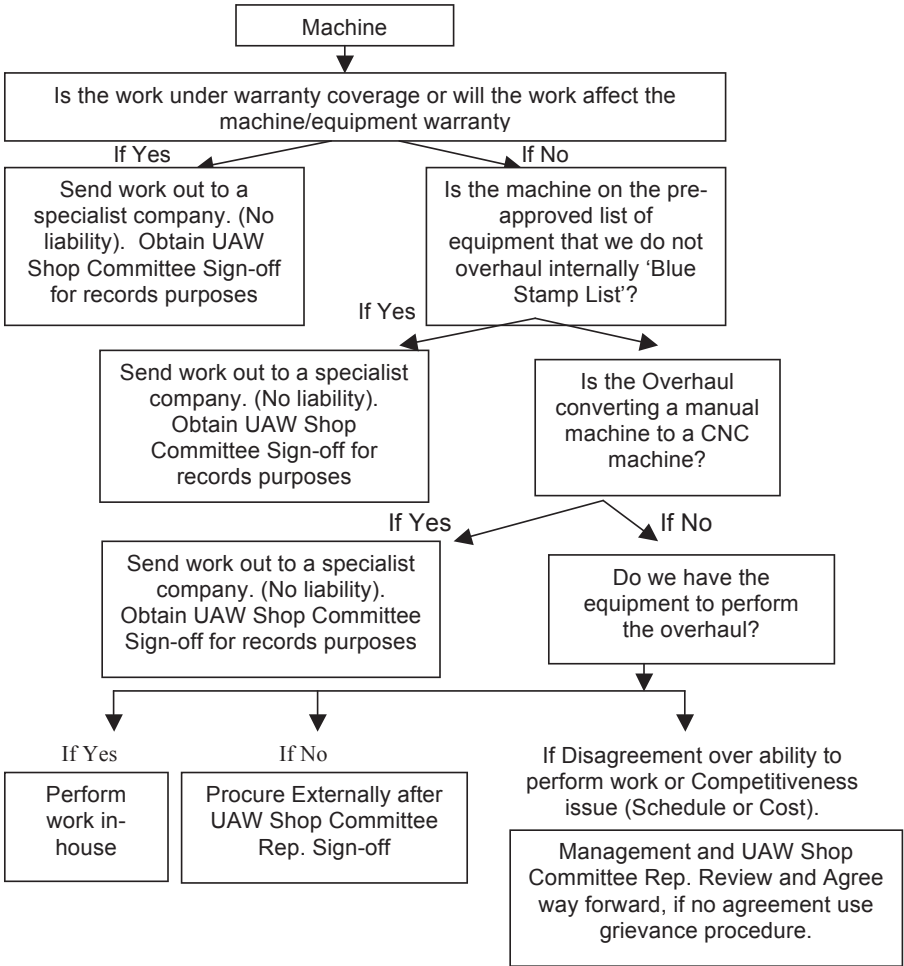 Machine
Is the work under warranty coverage or will the work affect the
machine/equipment warranty
If Yes
If No
Send work out to a
specialist company. (No
liability).  Obtain UAW
Shop Committee Sign-off
for records purposes
Is the machine on the pre-
approved list of
equipment that we do not
overhaul internally ‘Blue
Stamp List’?
If Yes
Send work out to a specialist
company. (No liability).
Obtain UAW Shop
Committee Sign-off for
records purposes
Is the Overhaul
converting a manual
machine to a CNC
machine?
If Yes
If No
Send work out to a specialist
company. (No liability).
Obtain UAW Shop Committee
Sign-off for records purposes
Do we have the
equipment to perform
the overhaul?
If Yes
Perform
work in-
house
If No
Procure Externally after
UAW Shop Committee
Rep. Sign-off
If Disagreement over ability to
perform work or Competitiveness
issue (Schedule or Cost).
Management and UAW Shop
Committee Rep. Review and Agree
way forward, if no agreement use
grievance procedure.